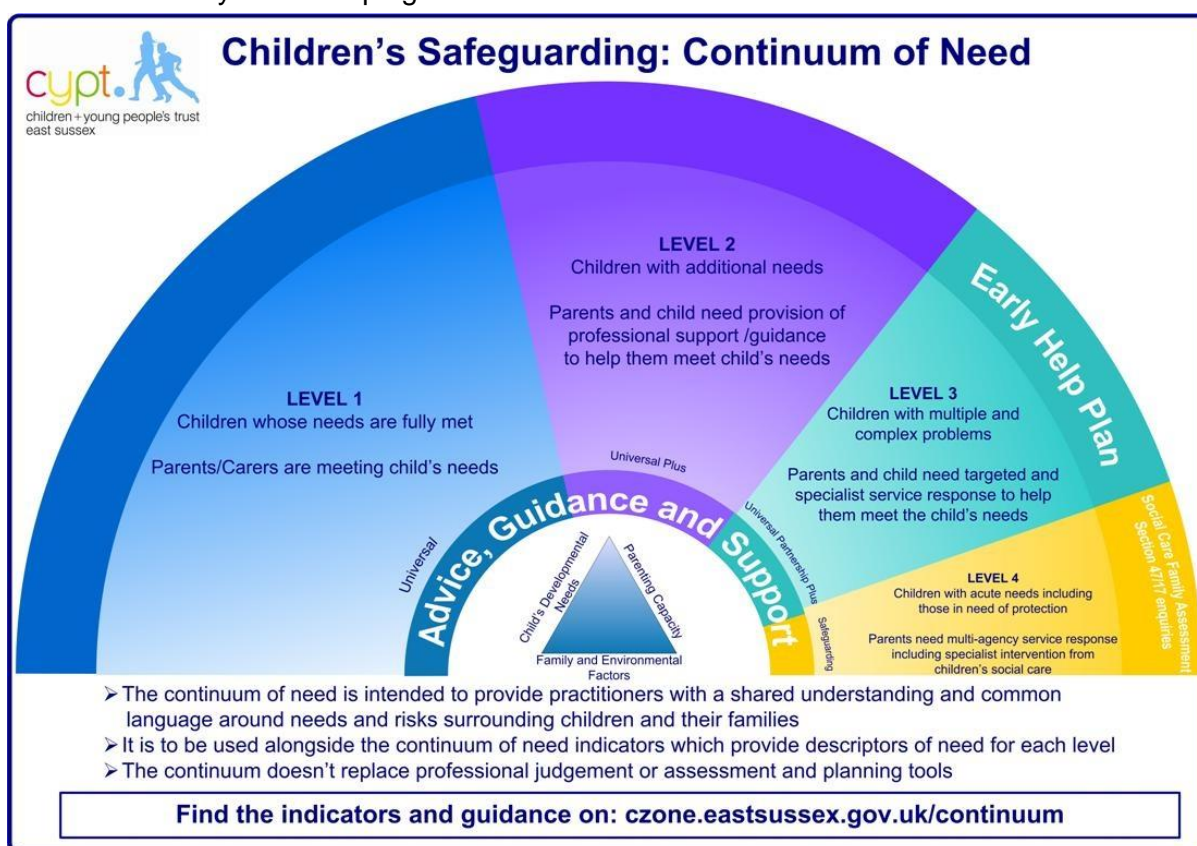 Children's Safeguarding: Continuum of Need
cypt.
children + young people's trust
east sussex
LEVEL 1
Children whose needs are fully met
Parents/Carers are meeting child's needs
LEVEL 2
Children with additional needs
Parents and child need provision of
professional support /guidance
to help them meet child's needs
Early Help Plan
LEVEL 3
Children with multiple and
complex problems
Parents and child need targeted and
specialist service response to help
them meet the child's needs
Social Care Family Assessment
Section 47/17 enquiries
LEVEL 4
Children with acute needs including
those in need of protection
Parents need multi-agency service response
including specialist intervention from
children's social care
Universal
Universal Plus
Universal Partnership Plus
Safeguarding
Advice, Guidance and Support
Child's Developmental
Needs
Parenting Capacity
Family and Environmental
Factors
➤ The continuum of need is intended to provide practitioners with a shared understanding and common
language around needs and risks surrounding children and their families
➤ It is to be used alongside the continuum of need indicators which provide descriptors of need for each level
➤ The continuum doesn't replace professional judgement or assessment and planning tools
Find the indicators and guidance on: czone.eastsussex.gov.uk/continuum